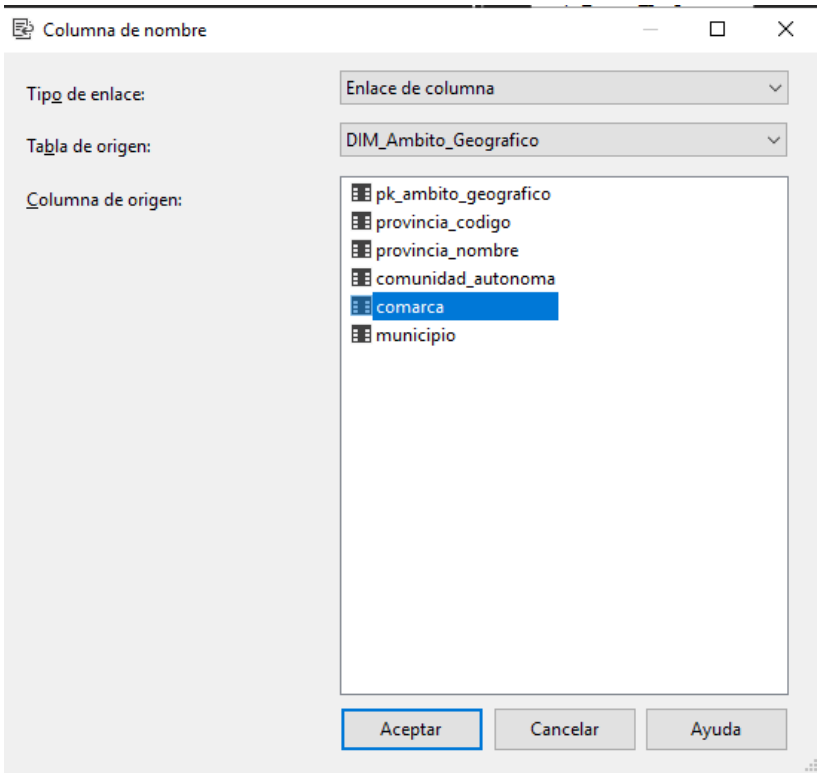 Columna de nombre
Tipo de enlace:
Enlace de columna
Tabla de origen:
DIM_Ambito_Geografico
Columna de origen:
pk_ambito_geografico
provincia_codigo
provincia_nombre
comunidad_autonoma
comarca
municipio
Aceptar
Cancelar
Ayuda